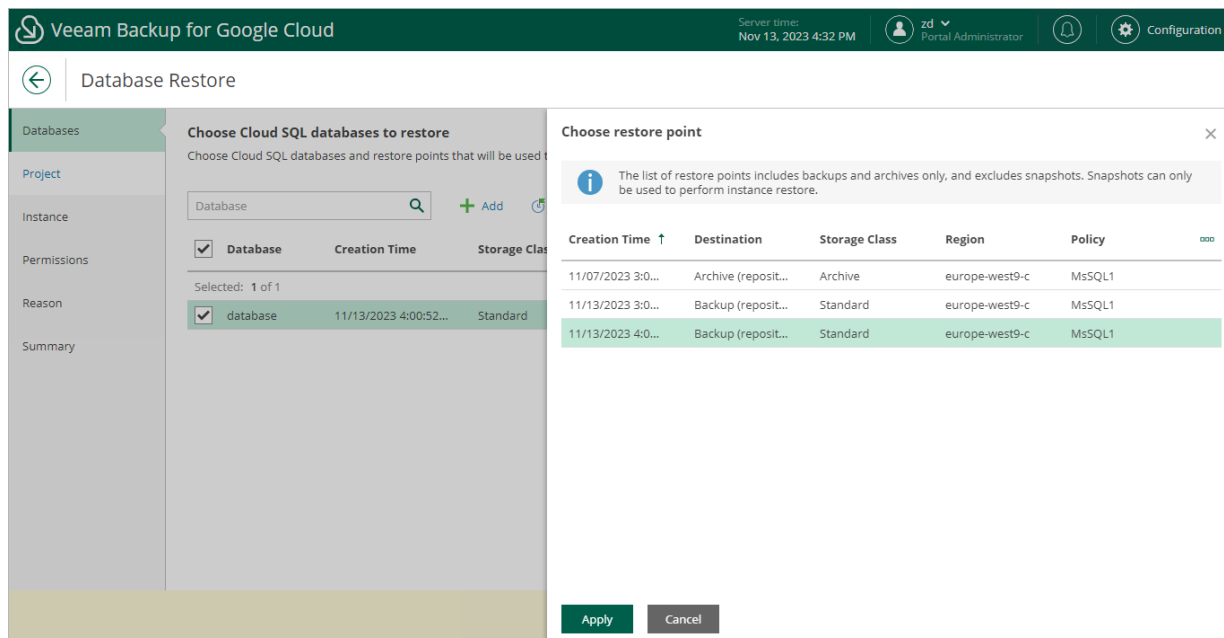 Veeam Backup for Google Cloud
Server time:
Nov 13, 2023 4:32 PM
zd
Portal Administrator
Configuration
Database Restore
Databases
Project
Instance
Permissions
Reason
Summary
Choose Cloud SQL databases to restore
Choose Cloud SQL databases and restore points that will be used t
Database
Add
Database Creation Time Storage Clas
Selected: 1 of 1
database 11/13/2023 4:00:52... Standard
Choose restore point
The list of restore points includes backups and archives only, and excludes snapshots. Snapshots can only
be used to perform instance restore.
Creation Time Destination Storage Class Region Policy
11/07/2023 3:0... Archive (reposit... Archive europe-west9-c MsSQL1
11/13/2023 3:0... Backup (reposit... Standard europe-west9-c MsSQL1
11/13/2023 4:0... Backup (reposit... Standard europe-west9-c MsSQL1
Apply Cancel